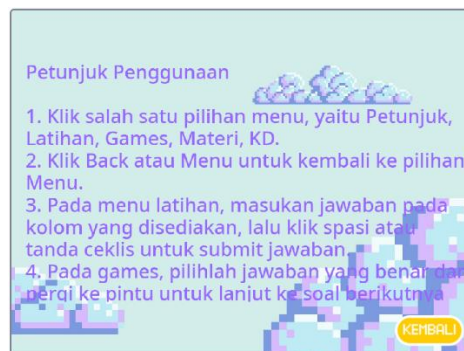 Petunjuk Penggunaan
1. Klik salah satu pilihan menu, yaitu Petunjuk,
Latihan, Games, Materi, KD.
2. Klik Back atau Menu untuk kembali ke pilihan
Menu.
3. Pada menu latihan, masukan jawaban pada
kolom yang disediakan, lalu klik spasi atau
tanda ceklis untuk submit jawaban.
4. Pada games, pilihlah jawaban yang benar dan
pergi ke pintu untuk lanjut ke soal berikutnya
KEMBALI